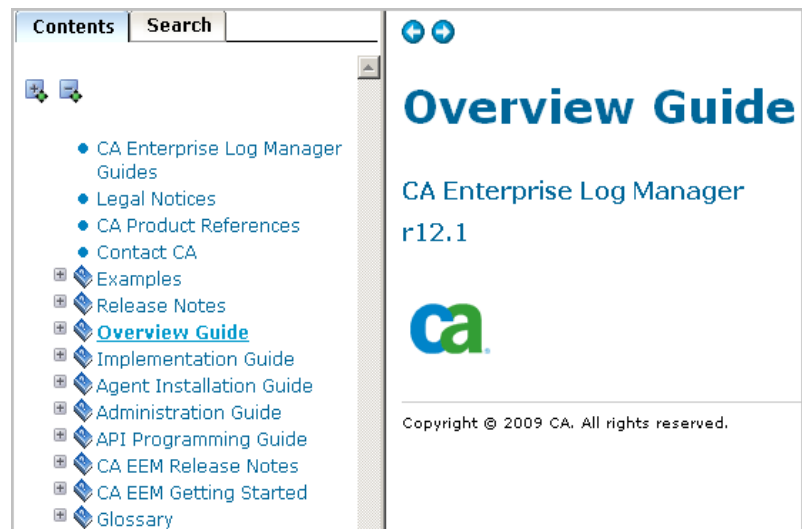 Contents
Search
CA Enterprise Log Manager
Guides
Legal Notices
CA Product References
Contact CA
Examples
Release Notes
Overview Guide
Implementation Guide
Agent Installation Guide
Administration Guide
API Programming Guide
CA EEM Release Notes
CA EEM Getting Started
Glossary
Overview Guide
CA Enterprise Log Manager
r12.1
ca
Copyright © 2009 CA. All rights reserved.